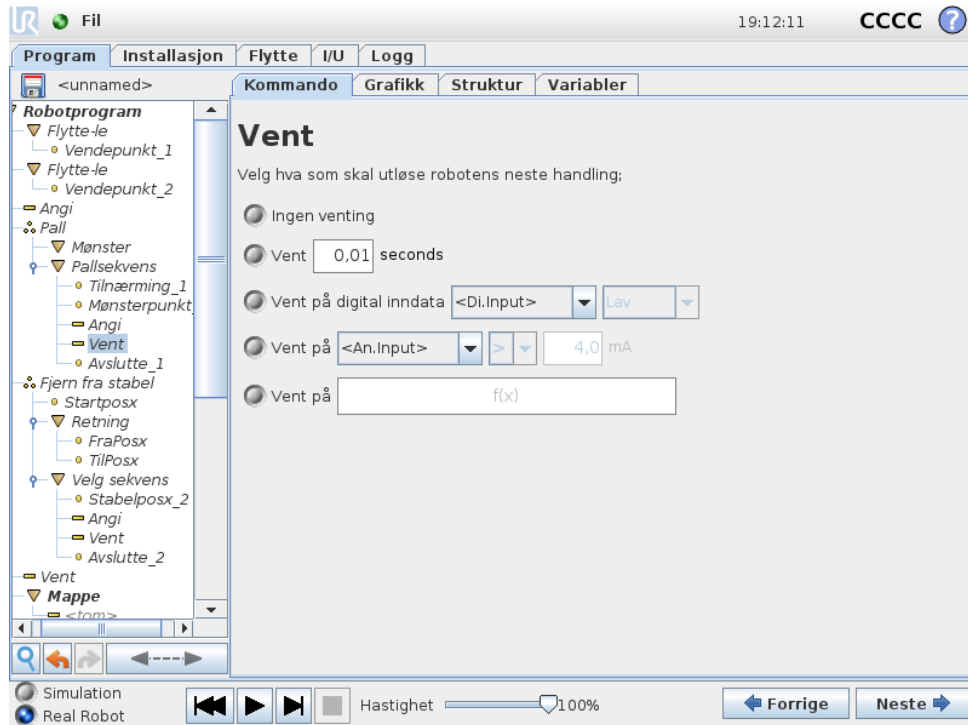 UR Fil 19:12:11 CCCC ?
Program Installasjon Flytte I/U Logg
<unnamed>
Kommando Grafikk Struktur Variabler
Robotprogram
Flytte-le
Vendepunkt_1
Flytte-le
Vendepunkt_2
Angi
Pall
Mønster
Pallsekvens
Tilnærming_1
Mønsterpunkt
Angi
Vent
Avslutte_1
Fjern fra stabel
Startposx
Retning
FraPosx
TilPosx
Velg sekvens
Stabelposx_2
Angi
Vent
Avslutte_2
Vent
Mappe
<tom>
Vent
Velg hva som skal utløse robotens neste handling;
Ingen venting
Vent 0,01 seconds
Vent på digital inndata <Di.Input> Lav
Vent på <An.Input> > 4,0 mA
Vent på f(x)
Simulation
Real Robot
Hastighet 100%
Forrige Neste